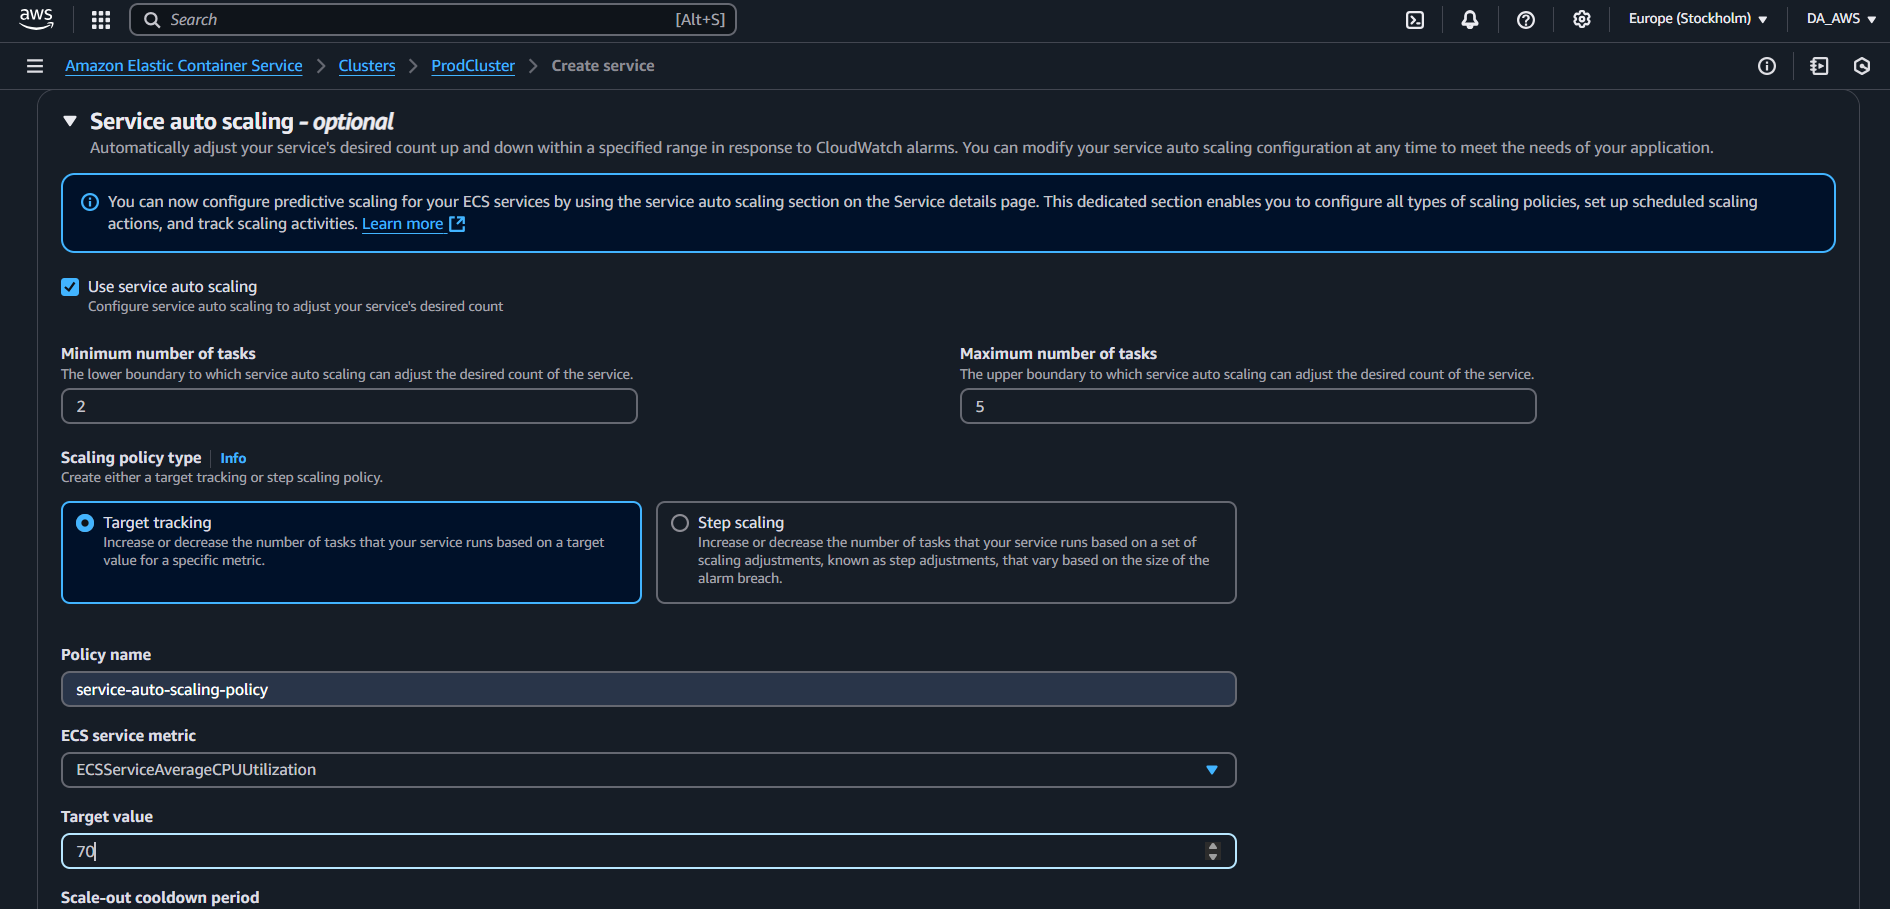 aws
Search [Alt+S]
Europe (Stockholm)
DA_AWS
Amazon Elastic Container Service
Clusters
ProdCluster
Create service
Service auto scaling - optional
Automatically adjust your service's desired count up and down within a specified range in response to CloudWatch alarms. You can modify your service auto scaling configuration at any time to meet the needs of your application.
You can now configure predictive scaling for your ECS services by using the service auto scaling section on the Service details page. This dedicated section enables you to configure all types of scaling policies, set up scheduled scaling
actions, and track scaling activities. Learn more
Use service auto scaling
Configure service auto scaling to adjust your service's desired count
Minimum number of tasks
The lower boundary to which service auto scaling can adjust the desired count of the service.
2
Maximum number of tasks
The upper boundary to which service auto scaling can adjust the desired count of the service.
5
Scaling policy type Info
Create either a target tracking or step scaling policy.
Target tracking
Increase or decrease the number of tasks that your service runs based on a target
value for a specific metric.
Step scaling
Increase or decrease the number of tasks that your service runs based on a set of
scaling adjustments, known as step adjustments, that vary based on the size of the
alarm breach.
Policy name
service-auto-scaling-policy
ECS service metric
ECSServiceAverageCPUUtilization
Target value
70
Scale-out cooldown period